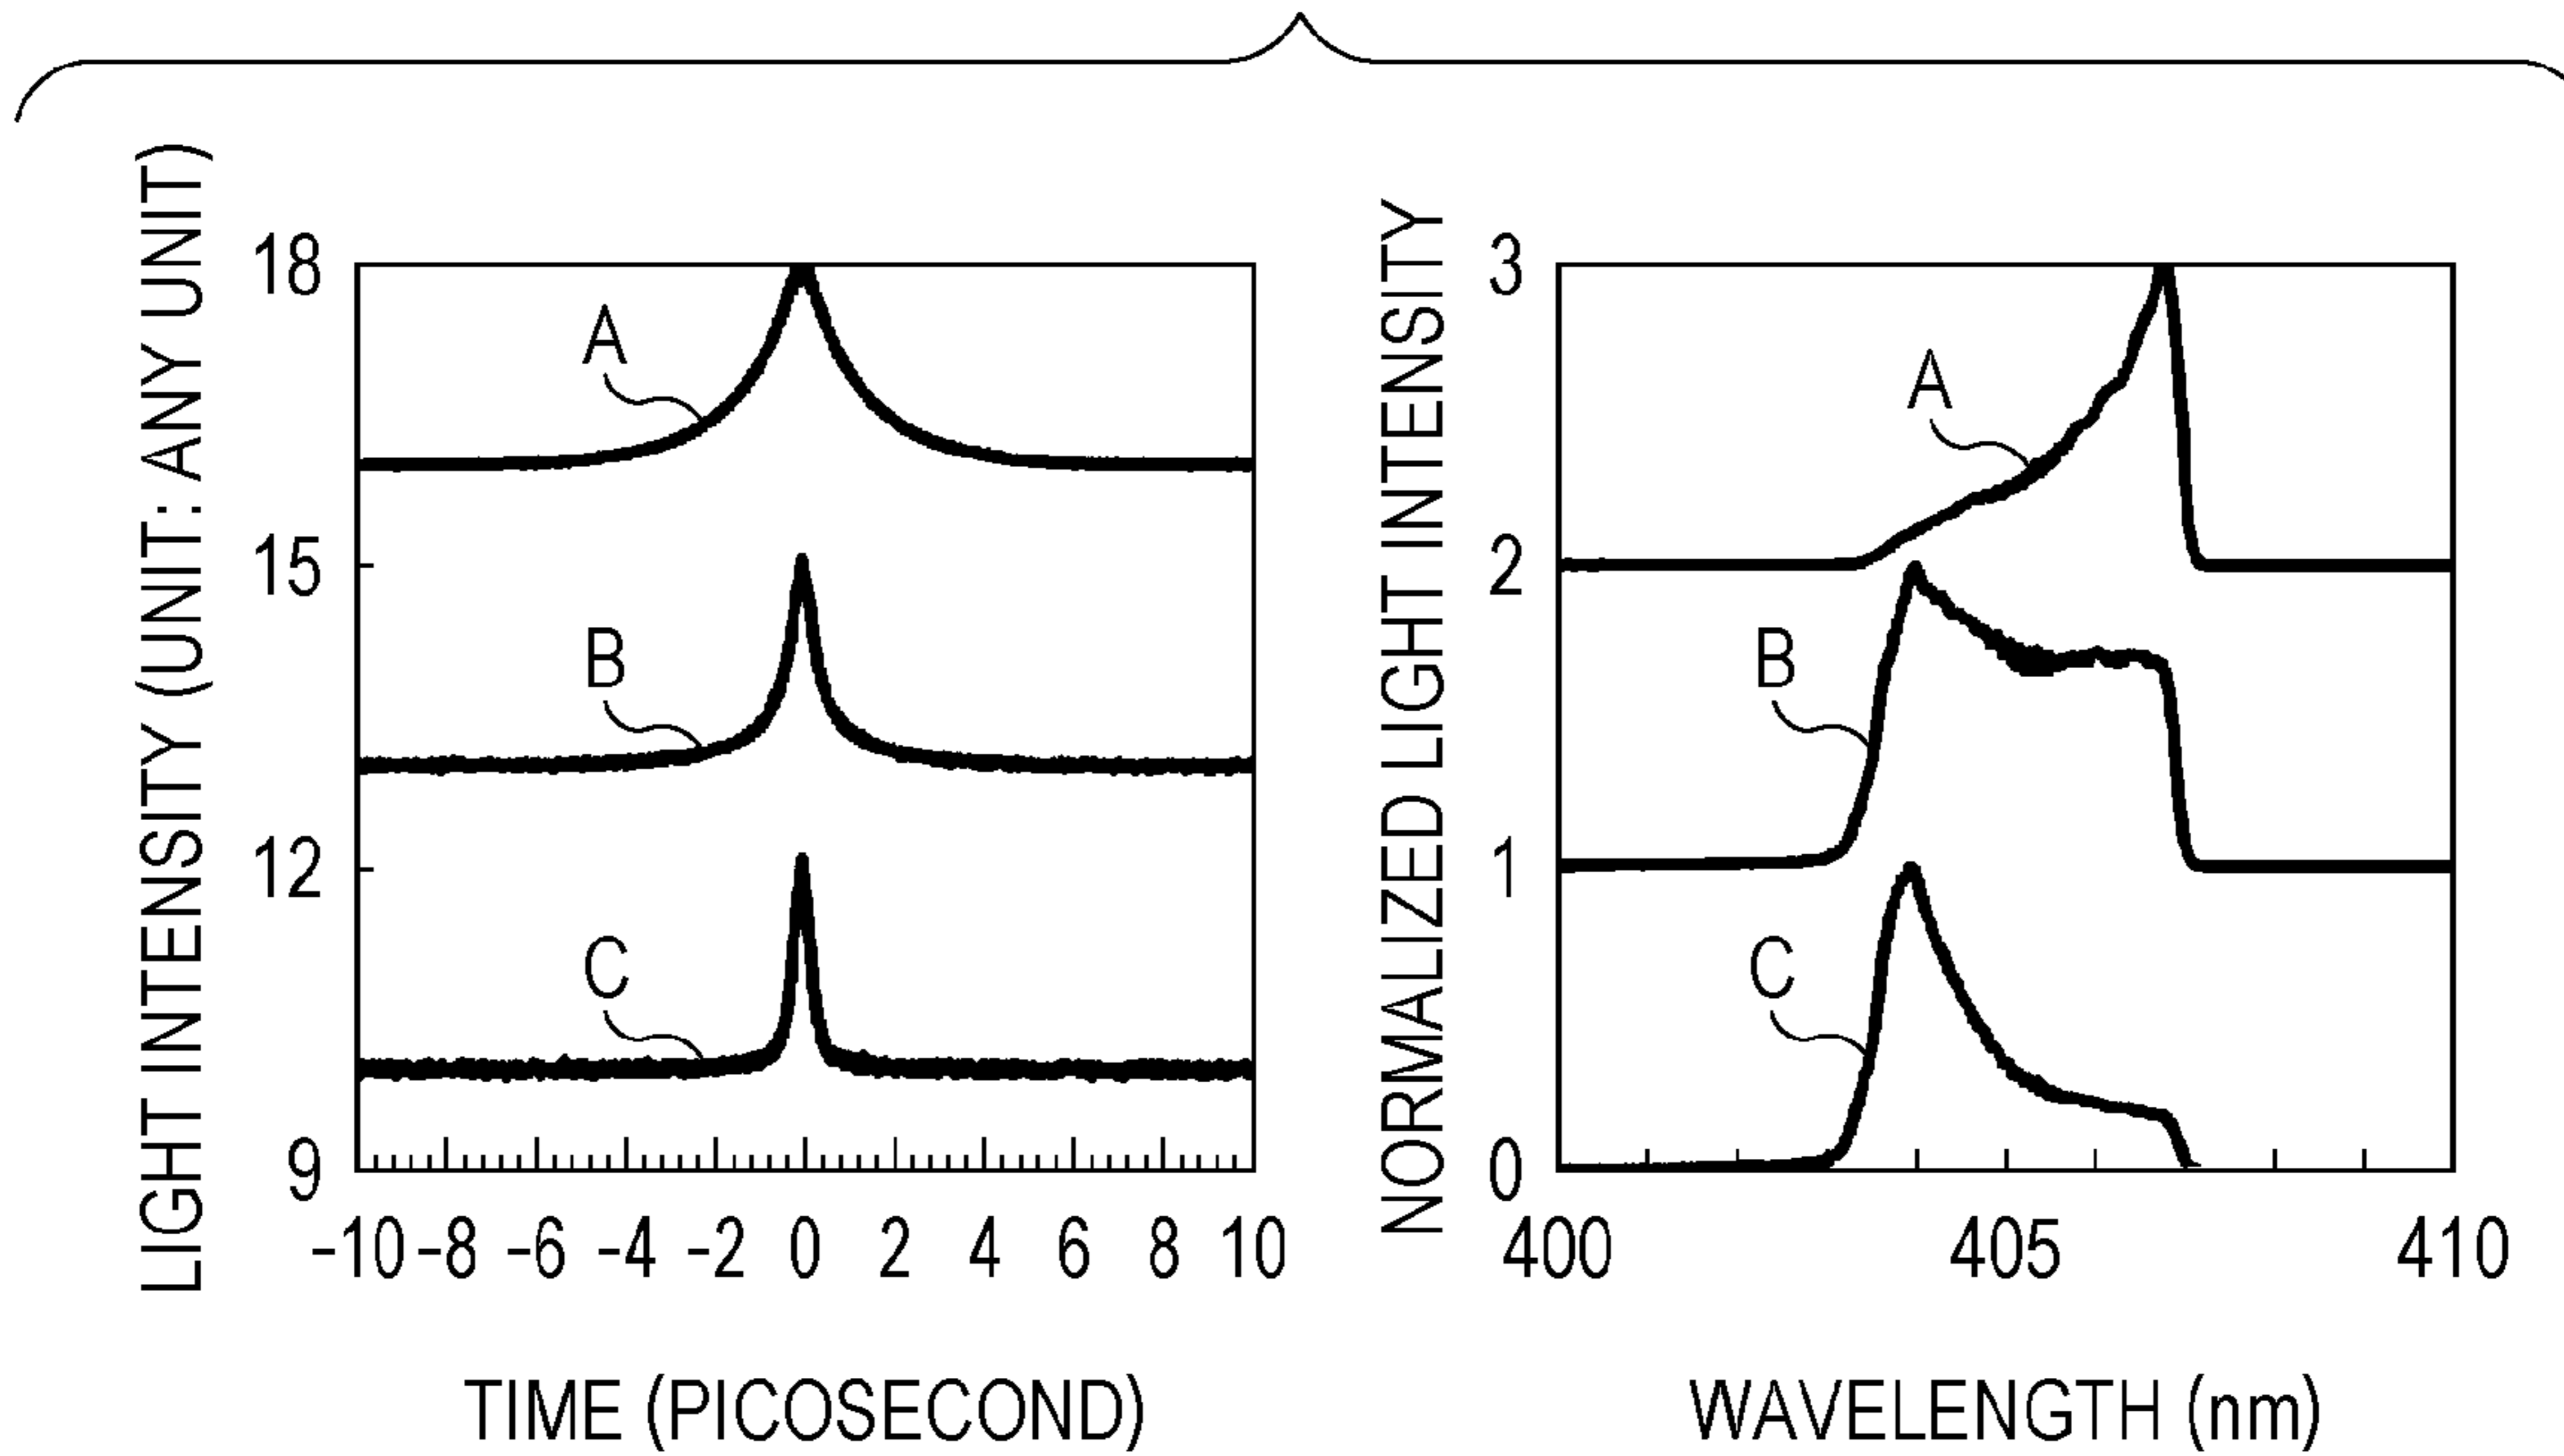 LIGHT INTENSITY (UNIT: ANY UNIT)
18
15
12
9
A
B
C
-10 -8 -6 -4 -2 0 2 4 6 8 10
TIME (PICOSECOND)
NORMALIZED LIGHT INTENSITY
3
2
1
0
A
B
C
400 405 410
WAVELENGTH (nm)